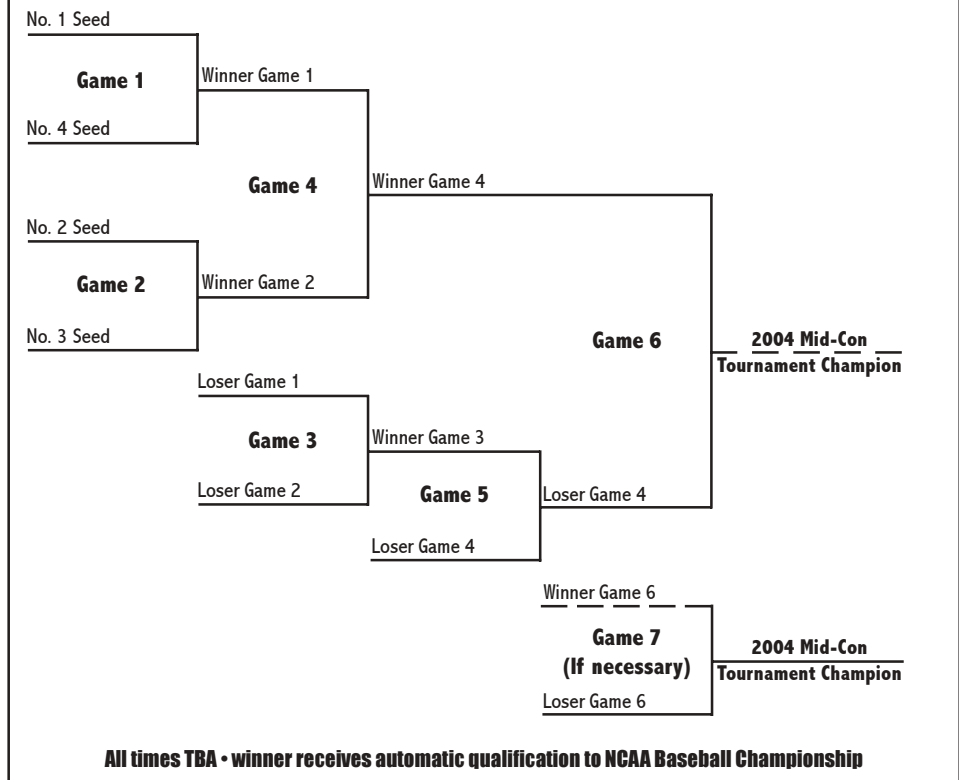 No. 1 Seed
Game 1
Winner Game 1
No. 4 Seed
Game 4
Winner Game 4
No. 2 Seed
Game 2
Winner Game 2
No. 3 Seed
Game 6
2004 Mid-Con
Tournament Champion
Loser Game 1
Game 3
Winner Game 3
Loser Game 2
Game 5
Loser Game 4
Loser Game 4
Winner Game 6
Game 7
(If necessary)
2004 Mid-Con
Tournament Champion
Loser Game 6
All times TBA • winner receives automatic qualification to NCAA Baseball Championship